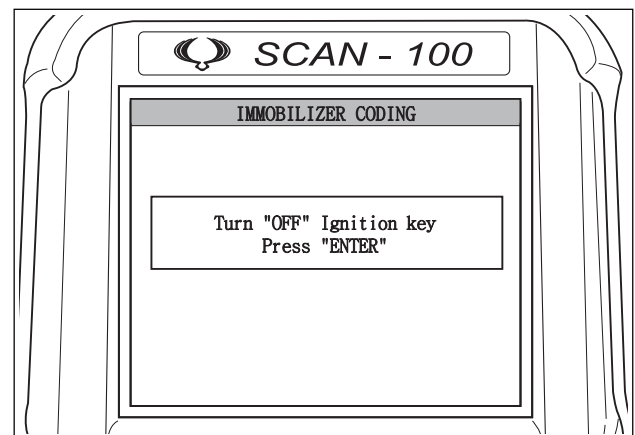 SCAN - 100
IMMOBILIZER CODING
Turn "OFF" Ignition key
Press "ENTER"